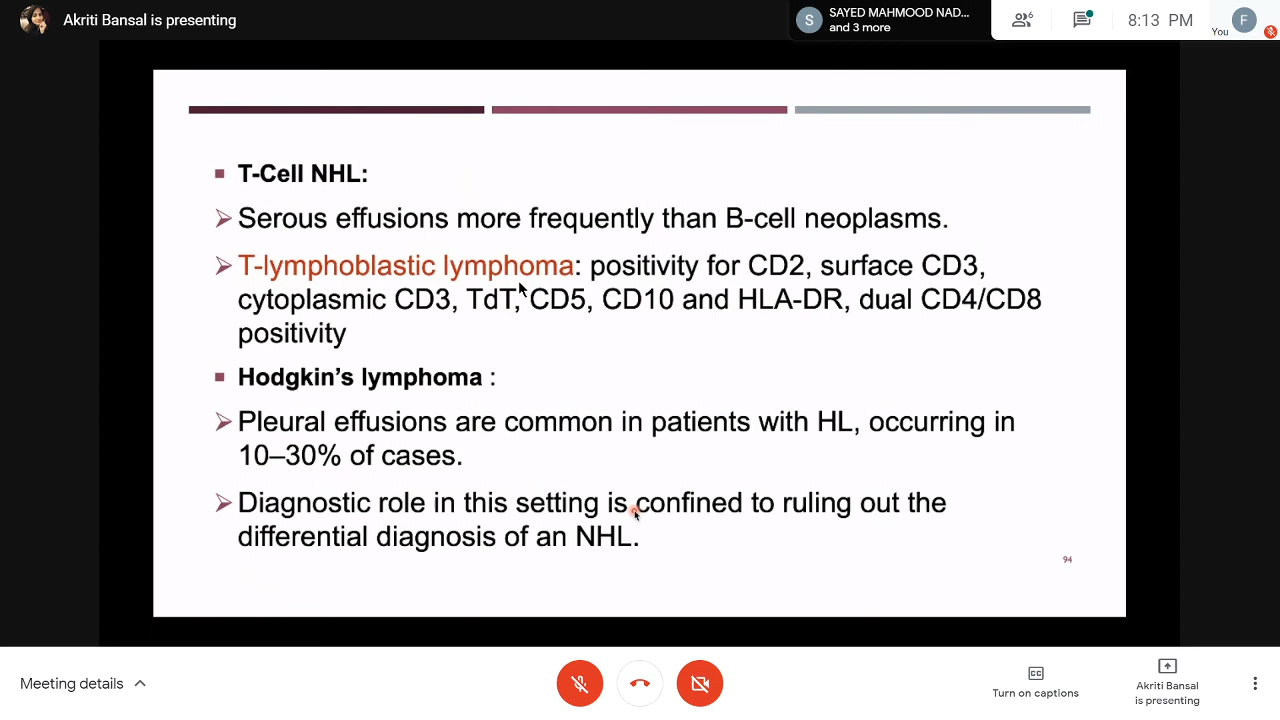 Akriti Bansal is presenting
S
SAYED MAHMOOD NAD...
and 3 more
6
8:13 PM
You
F
T-Cell NHL:
Serous effusions more frequently than B-cell neoplasms.
T-lymphoblastic lymphoma: positivity for CD2, surface CD3,
cytoplasmic CD3, TdT, CD5, CD10 and HLA-DR, dual CD4/CD8
positivity
Hodgkin’s lymphoma :
Pleural effusions are common in patients with HL, occurring in
10–30% of cases.
Diagnostic role in this setting is confined to ruling out the
differential diagnosis of an NHL.
94
Meeting details
CC
Turn on captions
Akriti Bansal
is presenting